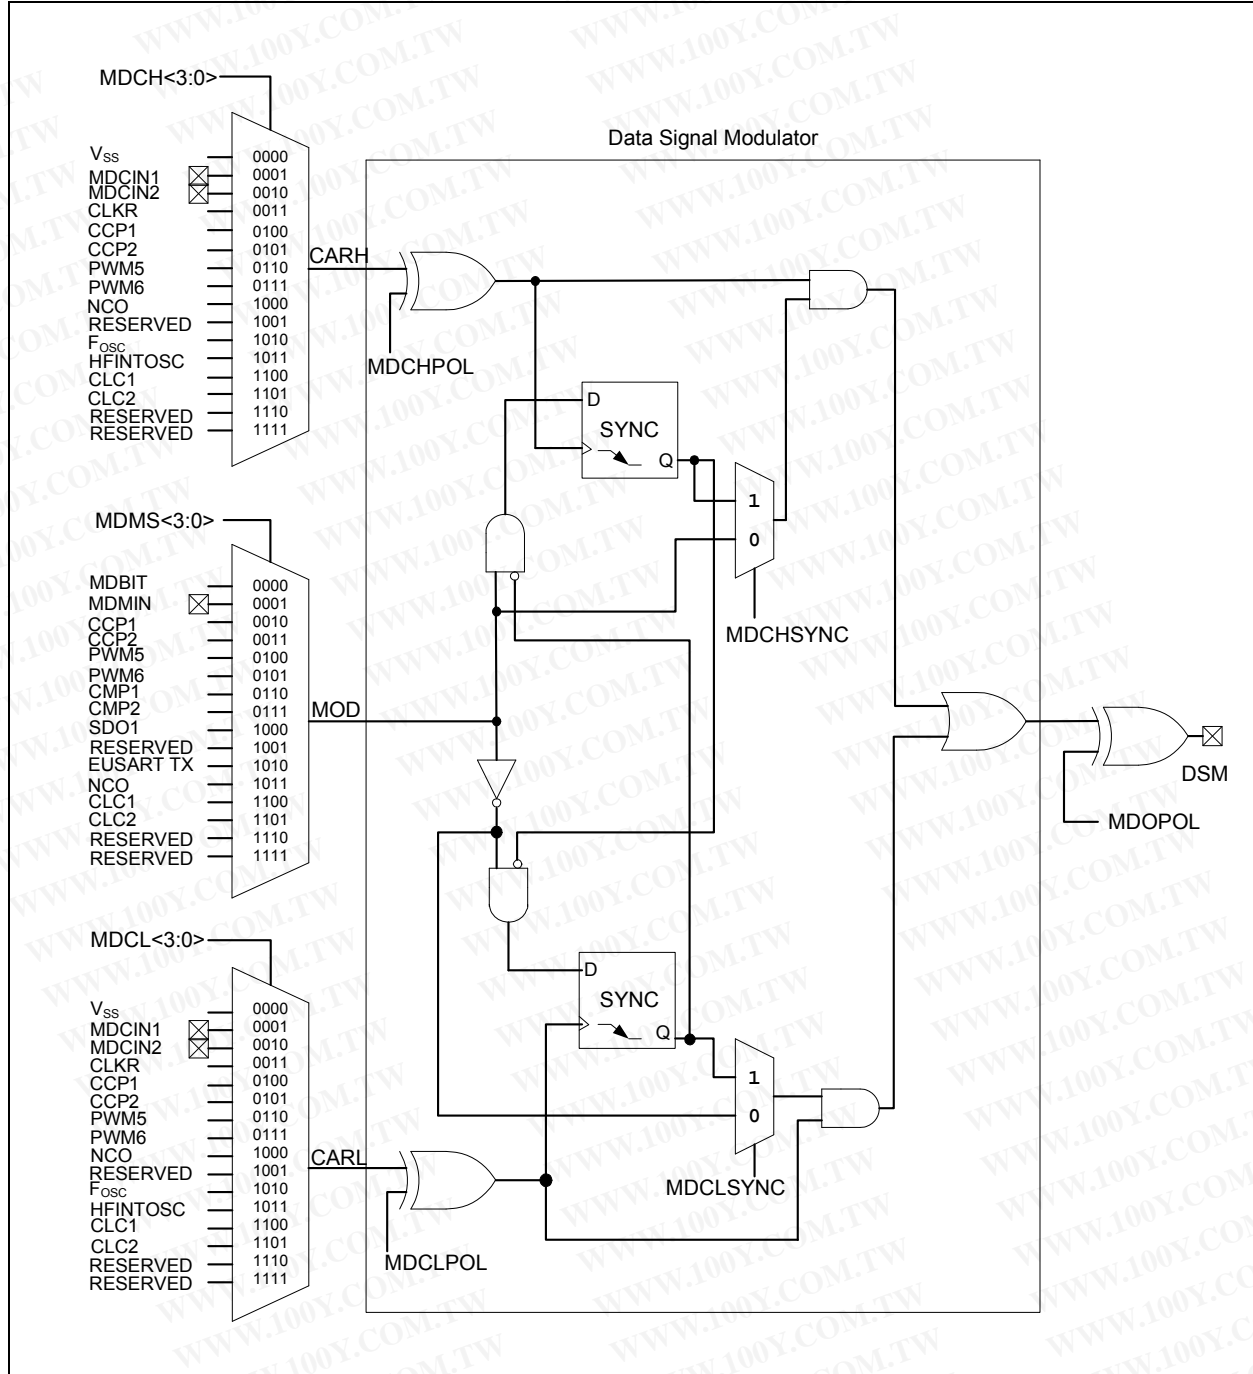 Data Signal Modulator
MDCH<3:0>
VSS 0000
MDCIN1 0001
MDCIN2 0010
CLKR 0011
CCP1 0100
CCP2 0101
PWM5 0110
PWM6 0111
NCO 1000
RESERVED 1001
FOSC 1010
HFINTOSC 1011
CLC1 1100
CLC2 1101
RESERVED 1110
RESERVED 1111
CARH
MDCHPOL
D
SYNC
Q
1
0
MDCHSYNC
MDMS<3:0>
MDBIT 0000
MDMIN 0001
CCP1 0010
CCP2 0011
PWM5 0100
PWM6 0101
CMP1 0110
CMP2 0111
SDO1 1000
RESERVED 1001
EUSART TX 1010
NCO 1011
CLC1 1100
CLC2 1101
RESERVED 1110
RESERVED 1111
MOD
DSM
MDOPOL
MDCL<3:0>
VSS 0000
MDCIN1 0001
MDCIN2 0010
CLKR 0011
CCP1 0100
CCP2 0101
PWM5 0110
PWM6 0111
NCO 1000
RESERVED 1001
FOSC 1010
HFINTOSC 1011
CLC1 1100
CLC2 1101
RESERVED 1110
RESERVED 1111
CARL
MDCLPOL
D
SYNC
Q
1
0
MDCLSYNC
WWW.100Y.COM.TW